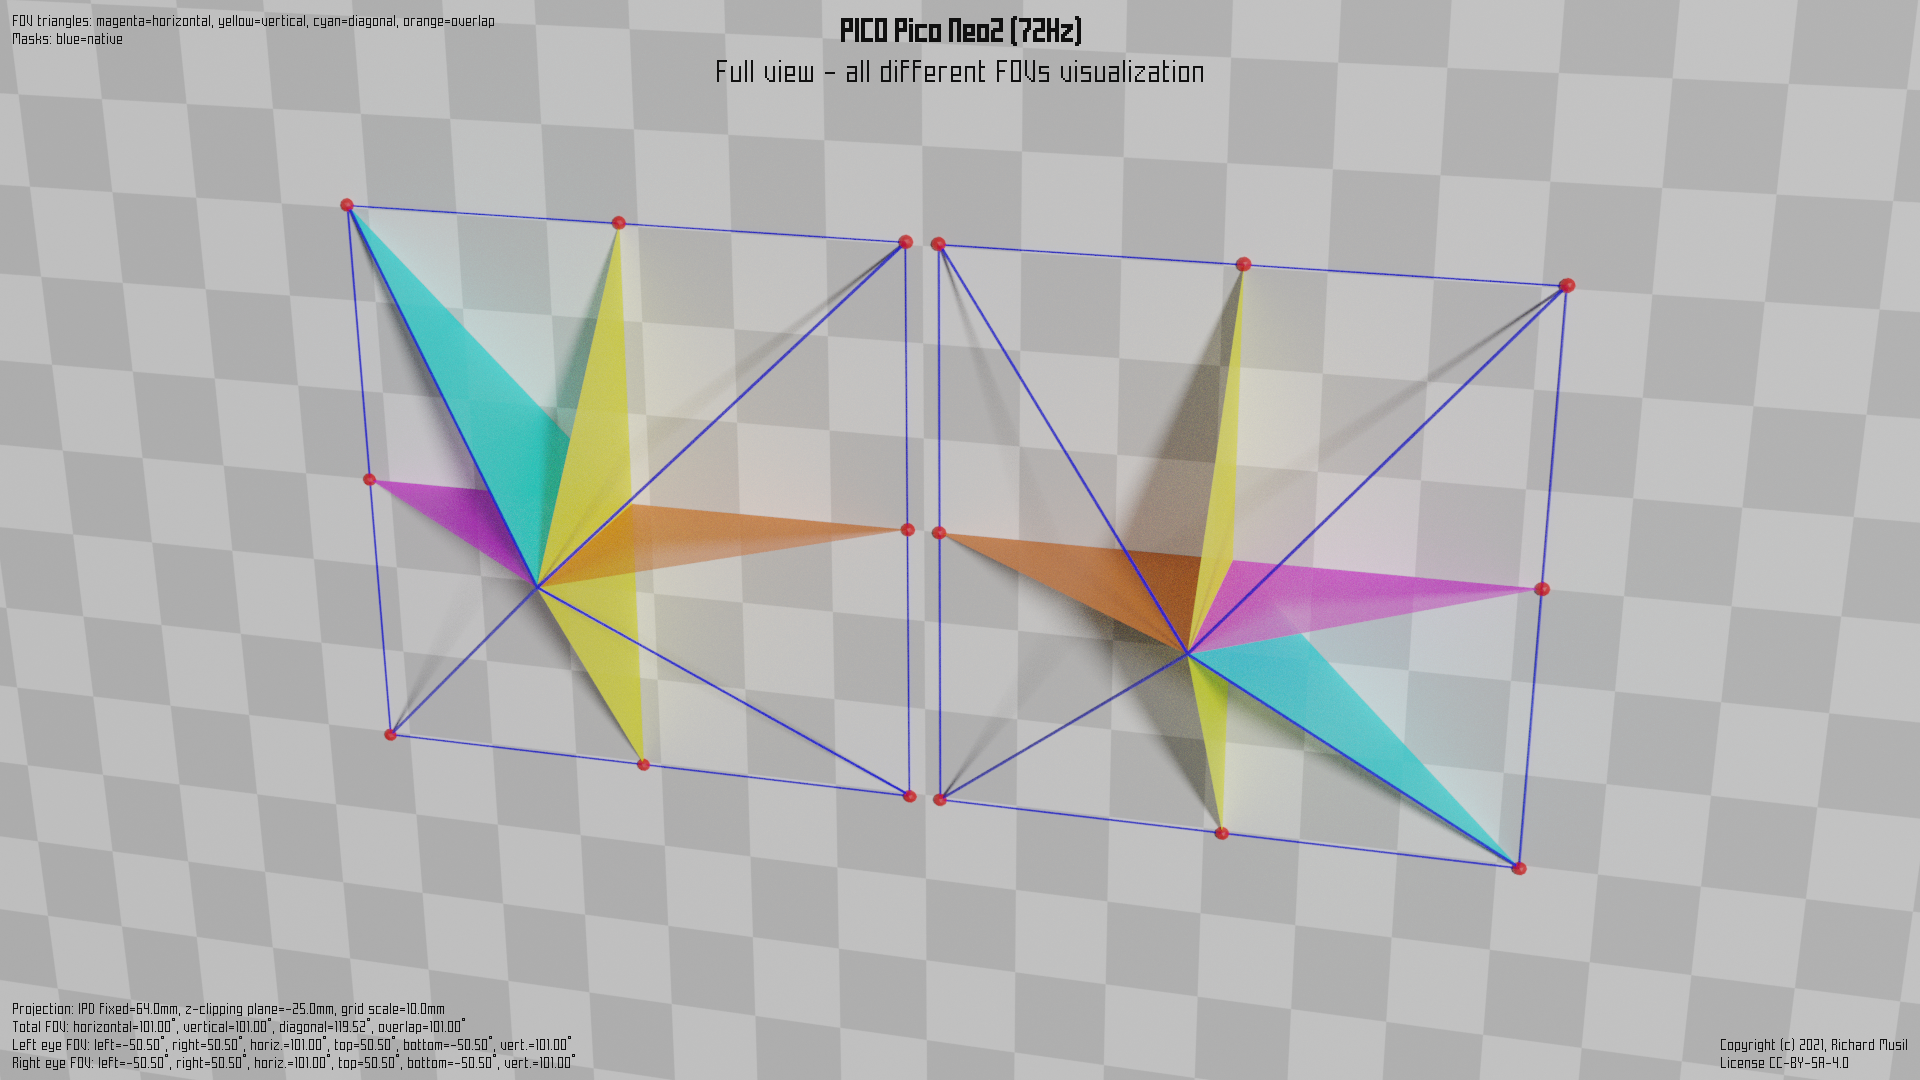 FOV triangles: magenta=horizontal, yellow=vertical, cyan=diagonal, orange=overlap
Masks: blue=native
PICO Pico Neo2 (72Hz)
Full view - all different FOVs visualization
Projection: IPD fixed=64.0mm, z-clipping plane=-25.0mm, grid scale=10.0mm
Total FOV: horizontal=101.00°, vertical=101.00°, diagonal=119.52°, overlap=101.00°
Left eye FOV: left=-50.50°, right=50.50°, horiz.=101.00°, top=50.50°, bottom=-50.50°, vert.=101.00°
Right eye FOV: left=-50.50°, right=50.50°, horiz.=101.00°, top=50.50°, bottom=-50.50°, vert.=101.00°
Copyright (c) 2021, Richard Musil
License CC-BY-SA-4.0